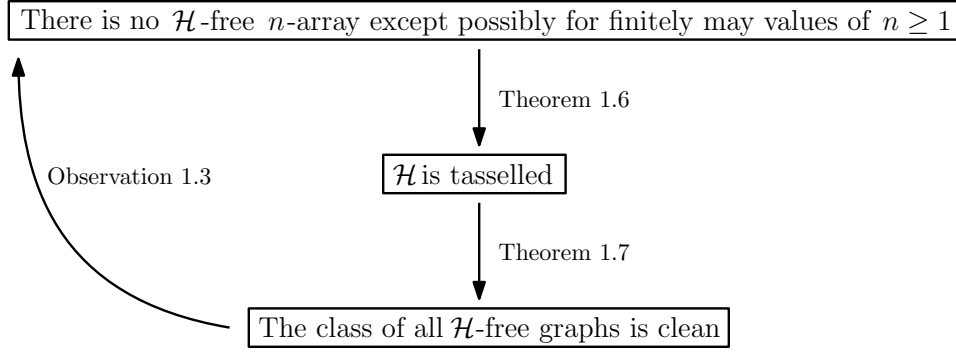 There is no ℋ-free n-array except possibly for finitely may values of n ≥ 1
Theorem 1.6
Observation 1.3
ℋ is tasselled
Theorem 1.7
The class of all ℋ-free graphs is clean